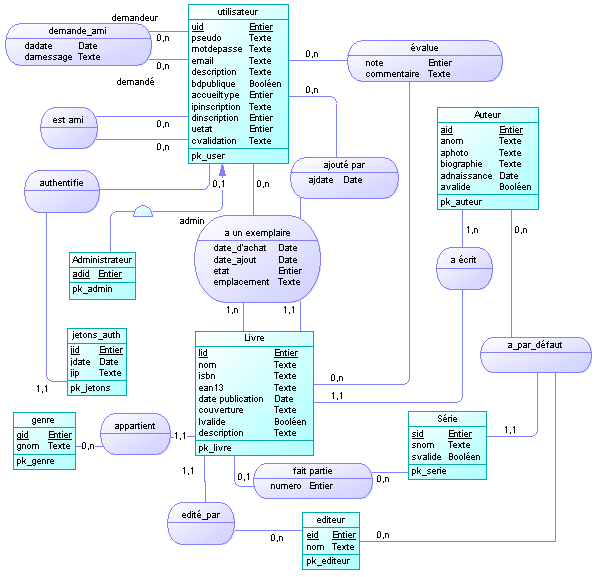 utilisateur
uid Entier
pseudo Texte
motdepasse Texte
email Texte
description Texte
bdpublique Booléen
accueiltype Entier
ipinscription Texte
dinscription Entier
uetat Entier
cvalidation Texte
pk_user
demandeur
demande_ami
dadate Date
damessage Texte
0,n
0,n
demandé
est ami
0,n
0,n
authentifie
0,1
0,n
admin
0,n
évalue
note Entier
commentaire Texte
0,n
ajouté par
ajdate Date
Auteur
aid Entier
anom Texte
aphoto Texte
biographie Texte
adnaissance Date
avalide Booléen
pk_auteur
1,n
0,n
a écrit
a un exemplaire
date_d'achat Date
date_ajout Date
etat Entier
emplacement Texte
Administrateur
adid Entier
pk_admin
1,n
1,1
jetons_auth
jid Entier
jdate Date
jip Texte
pk_jetons
1,1
Livre
lid Entier
nom Texte
isbn Texte
ean13 Texte
date publication Date
couverture Texte
lvalide Booléen
description Texte
pk_livre
0,n
1,1
a_par_défaut
genre
gid Entier
gnom Texte
pk_genre
0,n
appartient
1,1
Série
sid Entier
snom Texte
svalide Booléen
pk_serie
1,1
1,1
0,1
fait partie
numero Entier
0,n
edité_par
0,n
editeur
eid Entier
nom Texte
pk_editeur
0,n